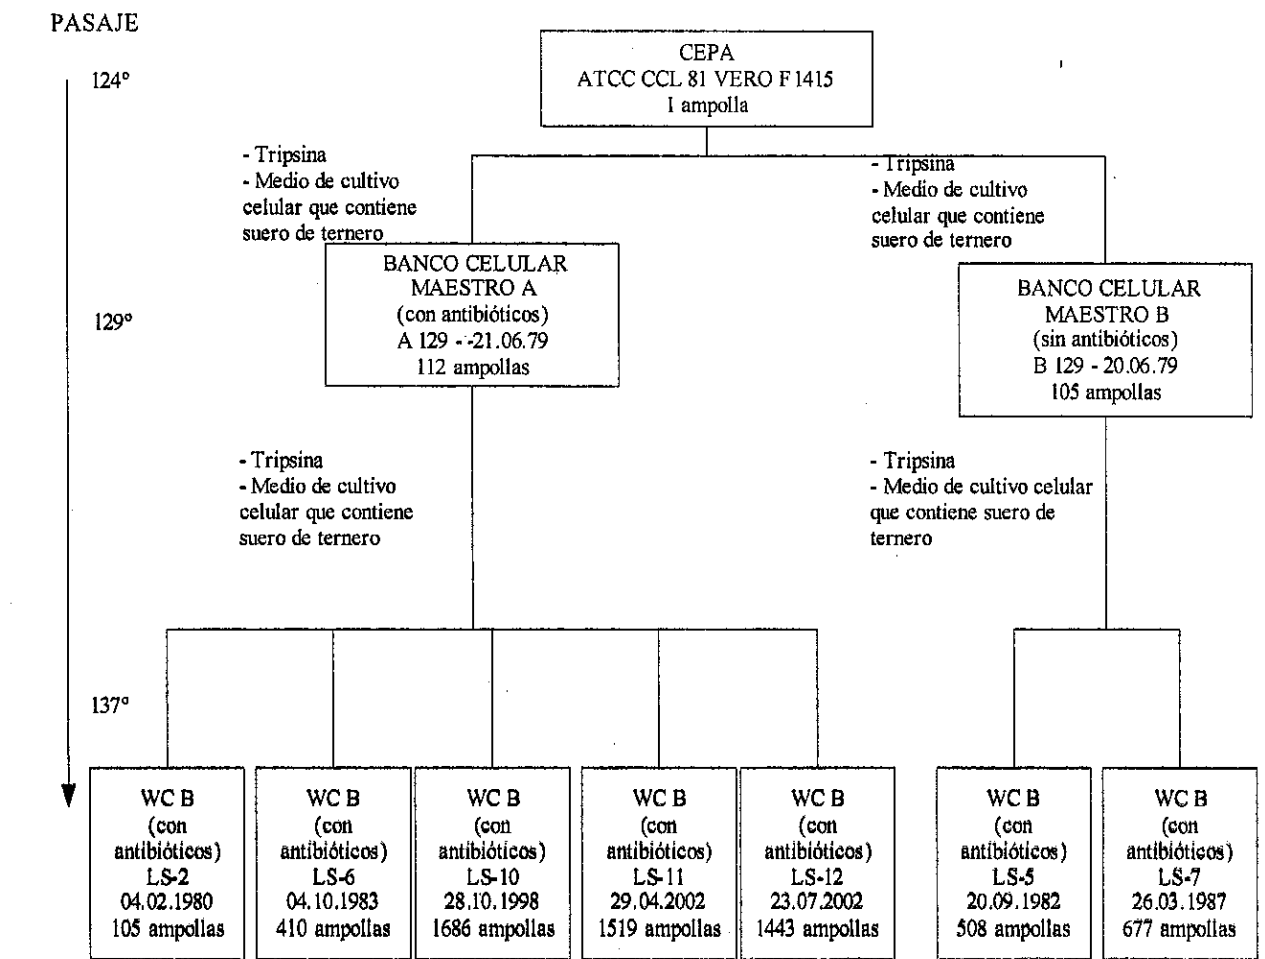 PASAJE
124º
CEPA
ATCC CCL 81 VERO F 1415
1 ampolla
- Tripsina
- Medio de cultivo
celular que contiene
suero de ternero
- Tripsina
- Medio de cultivo
celular que contiene
suero de ternero
129º
BANCO CELULAR
MAESTRO A
(con antibióticos)
A 129 - -21.06.79
112 ampollas
BANCO CELULAR
MAESTRO B
(sin antibióticos)
B 129 - 20.06.79
105 ampollas
- Tripsina
- Medio de cultivo
celular que contiene
suero de ternero
- Tripsina
- Medio de cultivo celular
que contiene suero de
ternero
137º
WC B
(con
antibióticos)
LS-2
04.02.1980
105 ampollas
WC B
(con
antibióticos)
LS-6
04.10.1983
410 ampollas
WC B
(con
antibióticos)
LS-10
28.10.1998
1686 ampollas
WC B
(con
antibióticos)
LS-11
29.04.2002
1519 ampollas
WC B
(con
antibióticos)
LS-12
23.07.2002
1443 ampollas
WC B
(con
antibióticos)
LS-5
20.09.1982
508 ampollas
WC B
(con
antibióticos)
LS-7
26.03.1987
677 ampollas